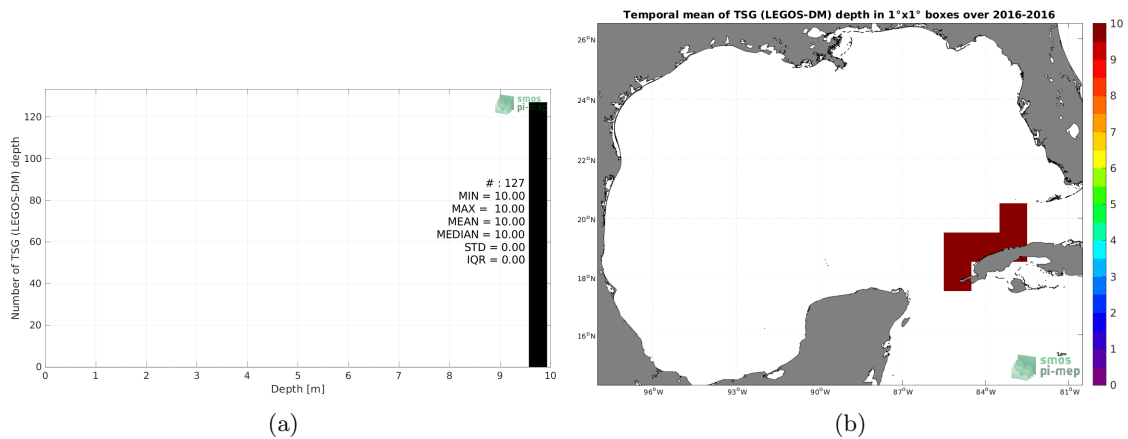 smos
pi-mep
120
100
80
60
40
20
0
Number of TSG (LEGOS-DM) depth
# : 127
MIN = 10.00
MAX = 10.00
MEAN = 10.00
MEDIAN = 10.00
STD = 0.00
IQR = 0.00
0 1 2 3 4 5 6 7 8 9 10
Depth [m]
(a)
Temporal mean of TSG (LEGOS-DM) depth in 1°x1° boxes over 2016-2016
26°N
24°N
22°N
20°N
18°N
16°N
96°W 93°W 90°W 87°W 84°W 81°W
smos
pi-mep
10
9
8
7
6
5
4
3
2
1
0
(b)